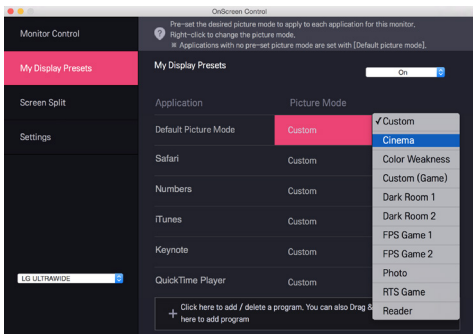 OnScreen Control
Monitor Control
Pre-set the desired picture mode to apply to each application for this monitor.
Right-click to change the picture mode.
※ Applications with no pre-set picture mode are set with [Default picture mode].
My Display Presets
My Display Presets
On
Screen Split
Application
Picture Mode
Settings
Default Picture Mode
Custom
Safari
Custom
Numbers
Custom
iTunes
Custom
Keynote
Custom
QuickTime Player
Custom
✓Custom
Cinema
Color Weakness
Custom (Game)
Dark Room 1
Dark Room 2
FPS Game 1
FPS Game 2
Photo
RTS Game
Reader
LG ULTRAWIDE
+ Click here to add / delete a program. You can also Drag &
here to add program